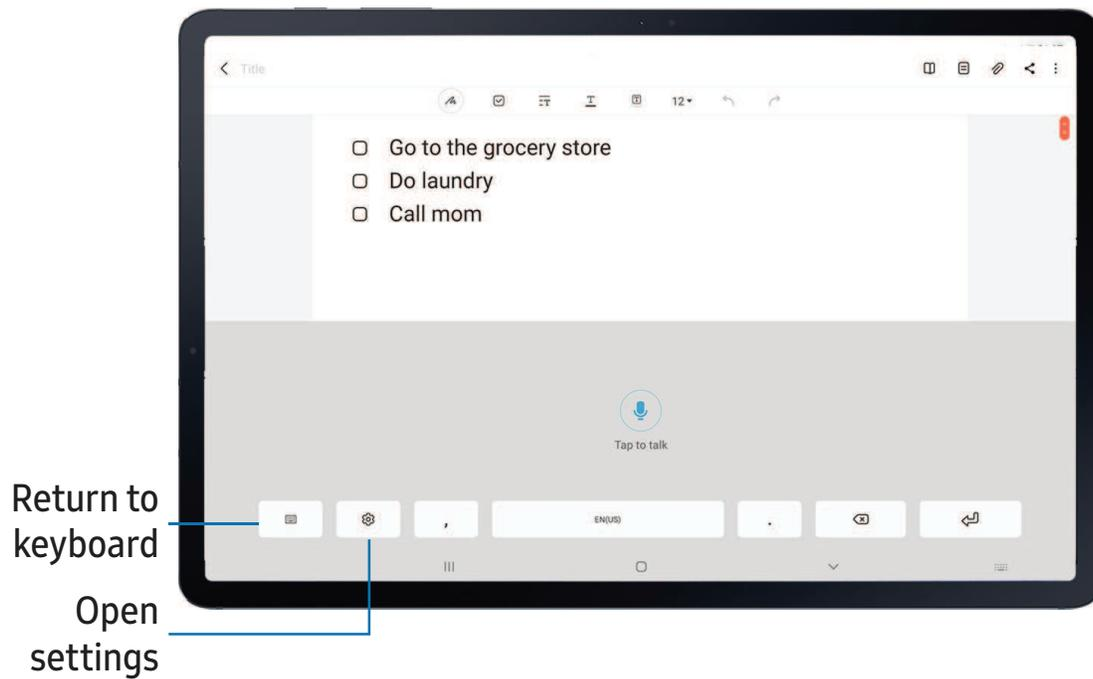 Title
12
Go to the grocery store
Do laundry
Call mom
Tap to talk
Return to
keyboard
, EN(US) .
Open
settings